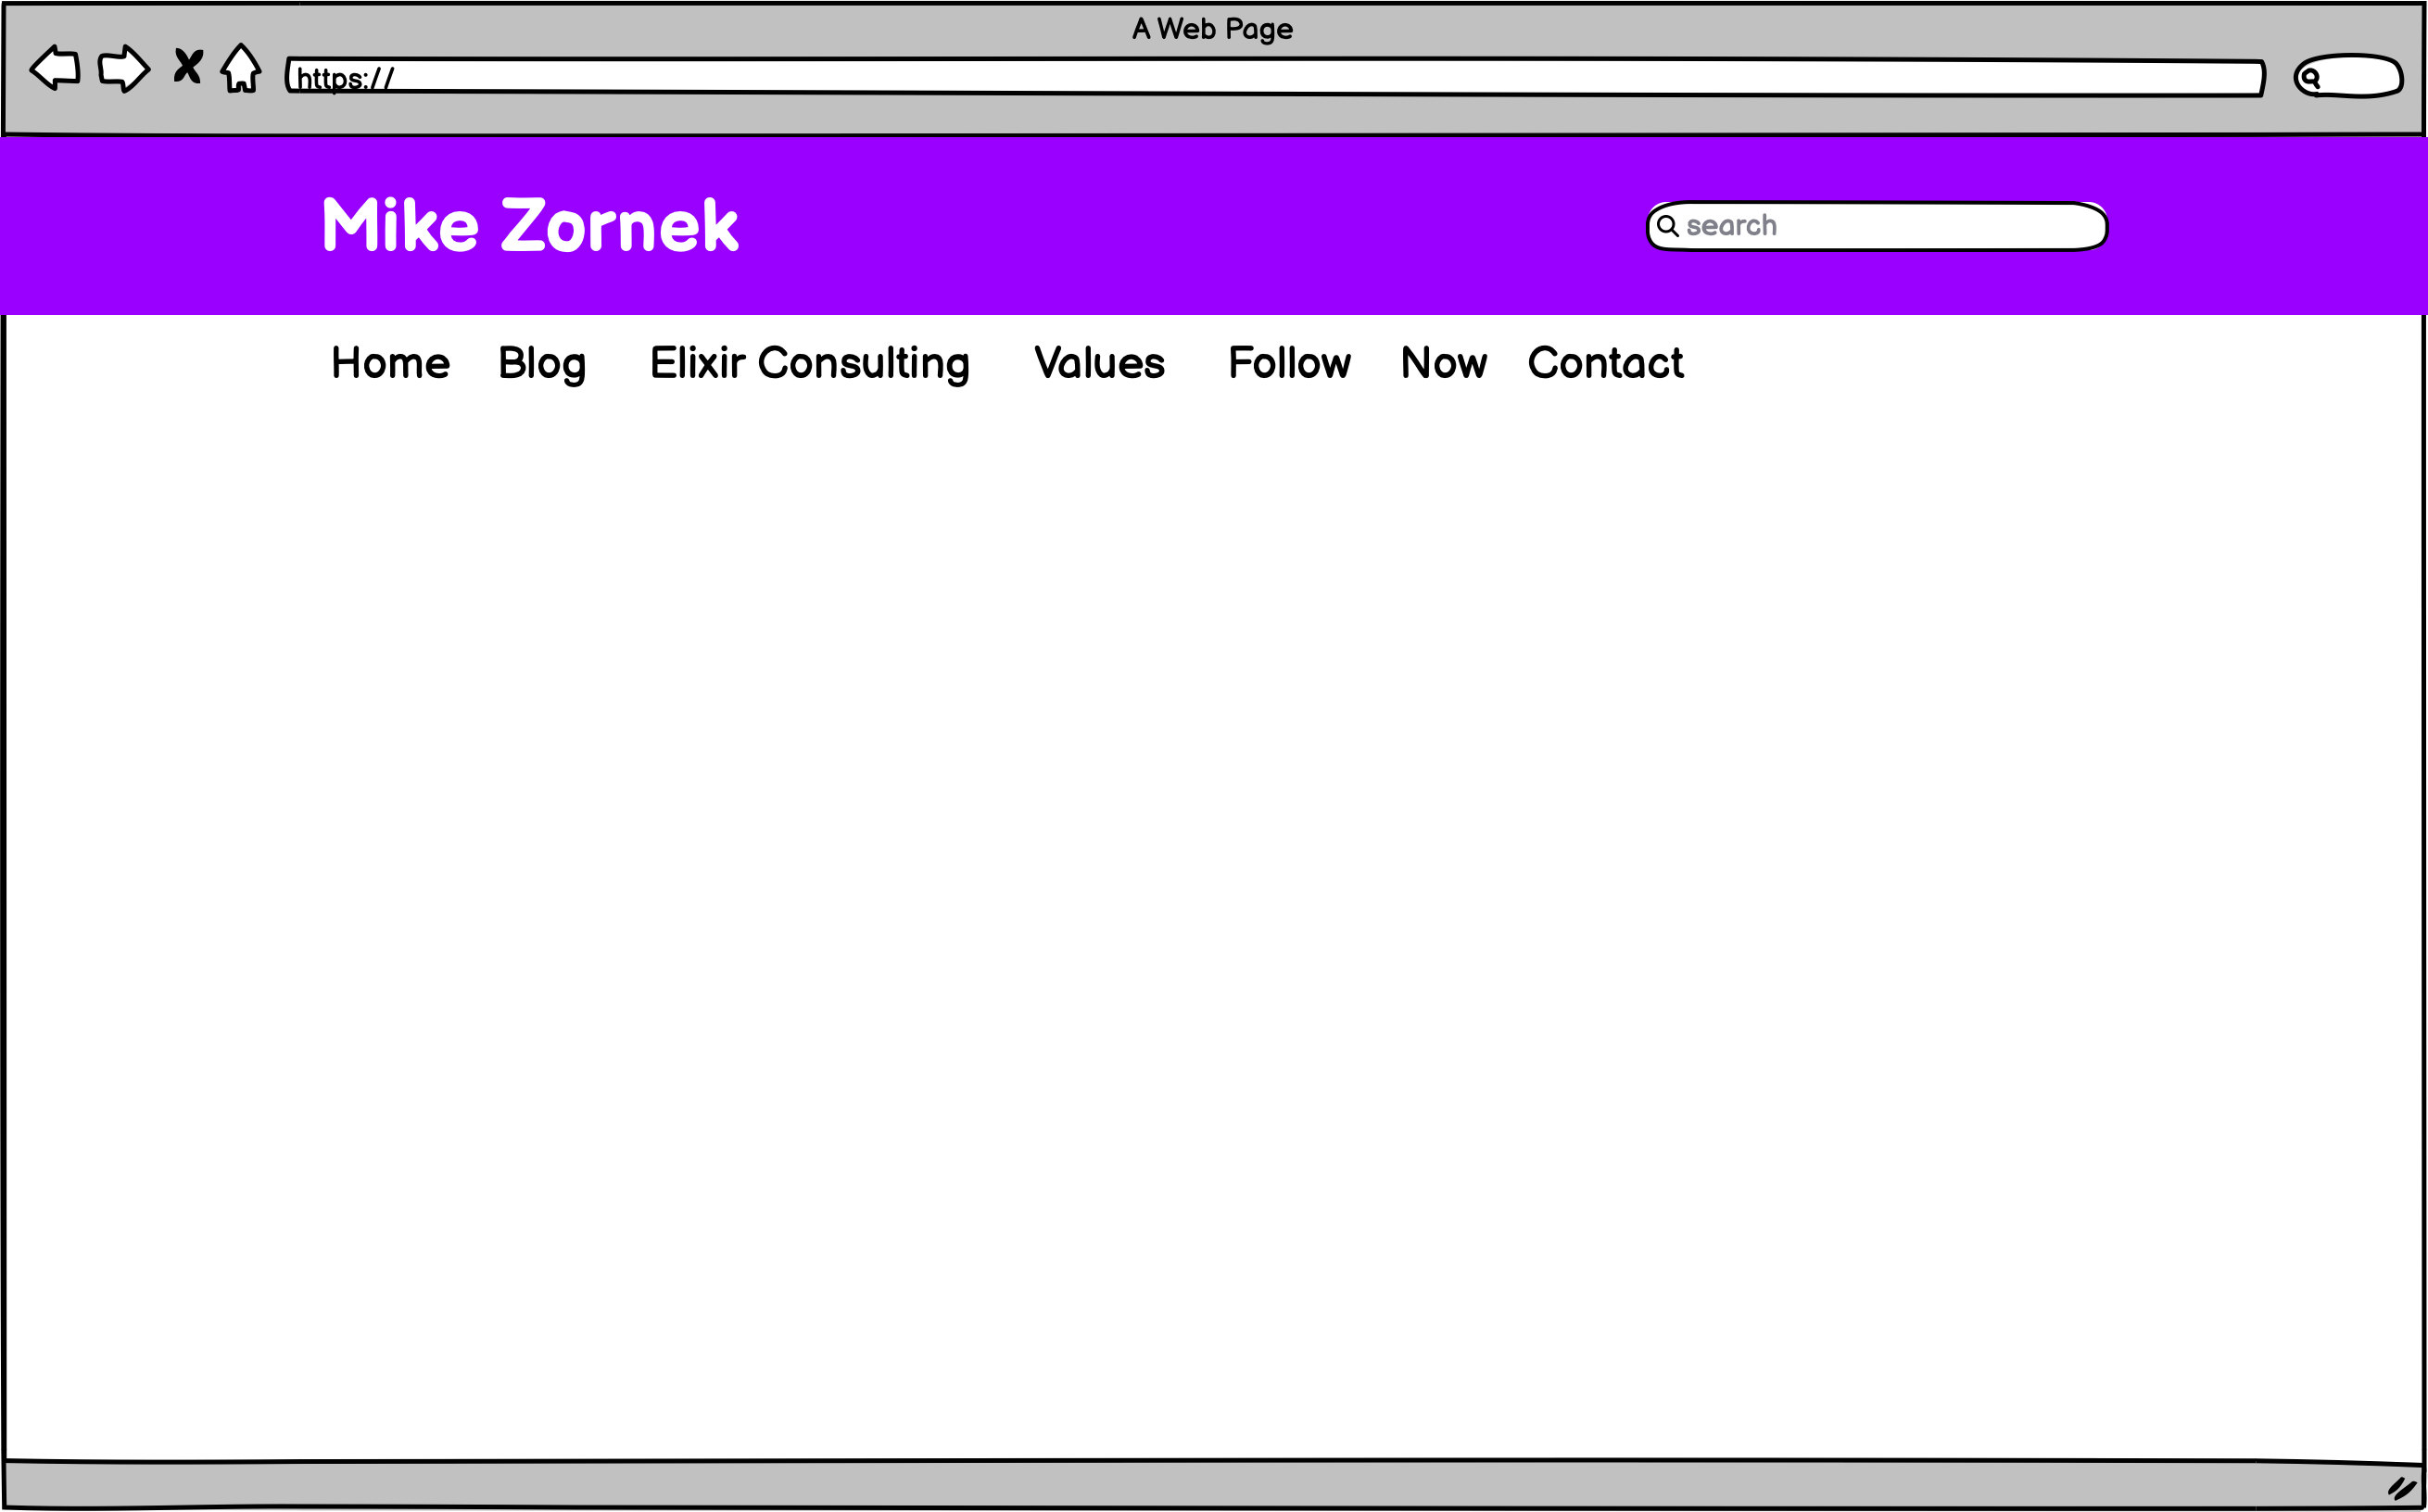 A Web Page
https://
Mike Zornek
search
Home Blog Elixir Consulting Values Follow Now Contact